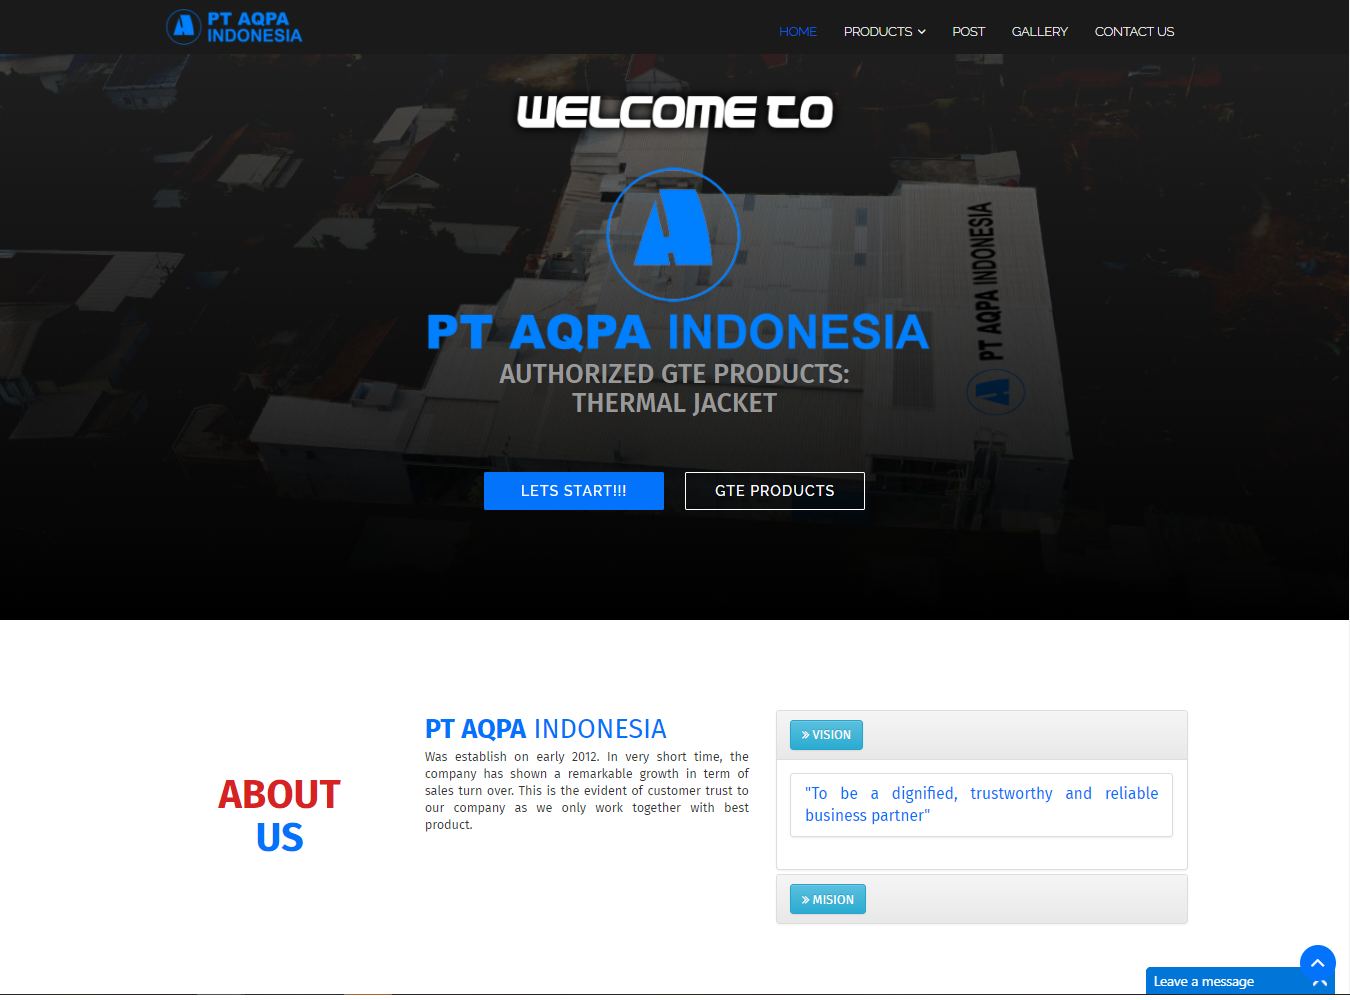 PT AQPA
INDONESIA
HOME
PRODUCTS
POST
GALLERY
CONTACT US
WELCOME TO
PT AQPA INDONESIA
PT AQPA INDONESIA
AUTHORIZED GTE PRODUCTS:
THERMAL JACKET
LETS START!!!
GTE PRODUCTS
ABOUT
US
PT AQPA INDONESIA
Was establish on early 2012. In very short time, the
company has shown a remarkable growth in term of
sales turn over. This is the evident of customer trust to
our company as we only work together with best
product.
» VISION
"To be a dignified, trustworthy and reliable
business partner"
» MISION
Leave a message